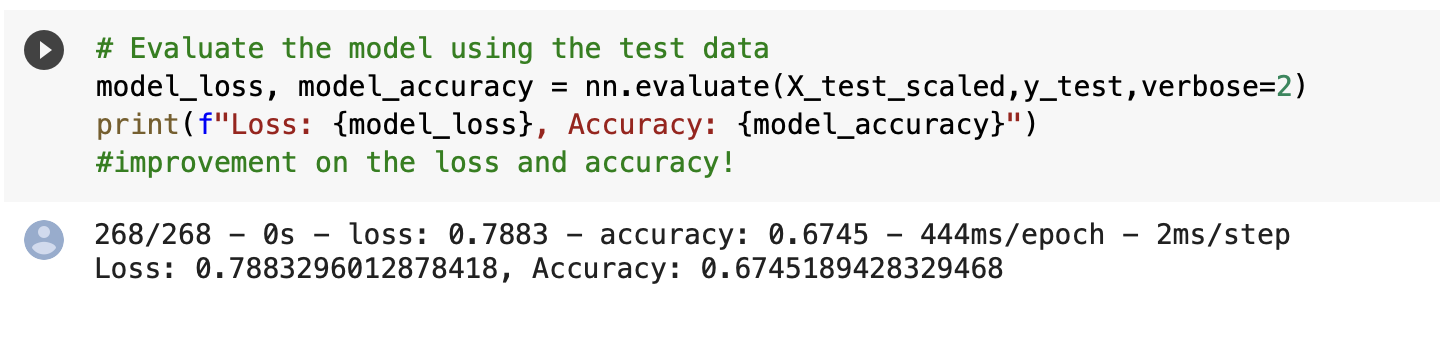 # Evaluate the model using the test data
model_loss, model_accuracy = nn.evaluate(X_test_scaled,y_test,verbose=2)
print(f"Loss: {model_loss}, Accuracy: {model_accuracy}")
#improvement on the loss and accuracy!
268/268 - 0s - loss: 0.7883 - accuracy: 0.6745 - 444ms/epoch - 2ms/step
Loss: 0.7883296012878418, Accuracy: 0.6745189428329468